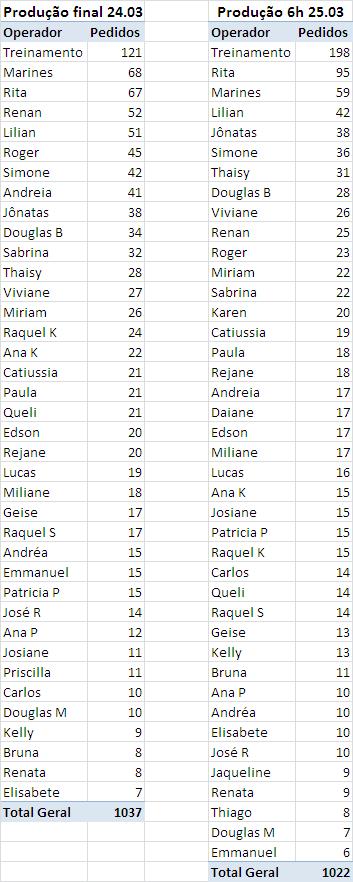 Produção final 24.03 Produção 6h 25.03
Operador Pedidos Operador Pedidos
Treinamento 121 Treinamento 198
Marines 68 Rita 95
Rita 67 Marines 59
Renan 52 Lilian 42
Lilian 51 Jônatas 38
Roger 45 Simone 36
Simone 42 Thaisy 31
Andreia 41 Douglas B 28
Jônatas 38 Viviane 26
Douglas B 34 Renan 25
Sabrina 32 Roger 23
Thaisy 28 Miriam 22
Viviane 27 Sabrina 22
Miriam 26 Karen 20
Raquel K 24 Catiussia 19
Ana K 22 Paula 18
Catiussia 21 Rejane 18
Paula 21 Andreia 17
Queli 21 Daiane 17
Edson 20 Edson 17
Rejane 20 Miliane 17
Lucas 19 Lucas 16
Miliane 18 Ana K 15
Geise 17 Josiane 15
Raquel S 17 Patricia P 15
Andréa 15 Raquel K 15
Emmanuel 15 Carlos 14
Patricia P 15 Queli 14
José R 14 Raquel S 14
Ana P 12 Geise 13
Josiane 11 Kelly 13
Priscilla 11 Bruna 11
Carlos 10 Ana P 10
Douglas M 10 Andréa 10
Kelly 9 Elisabete 10
Bruna 8 José R 10
Renata 8 Jaqueline 9
Elisabete 7 Renata 9
Total Geral 1037 Thiago 8
Douglas M 7
Emmanuel 6
Total Geral 1022